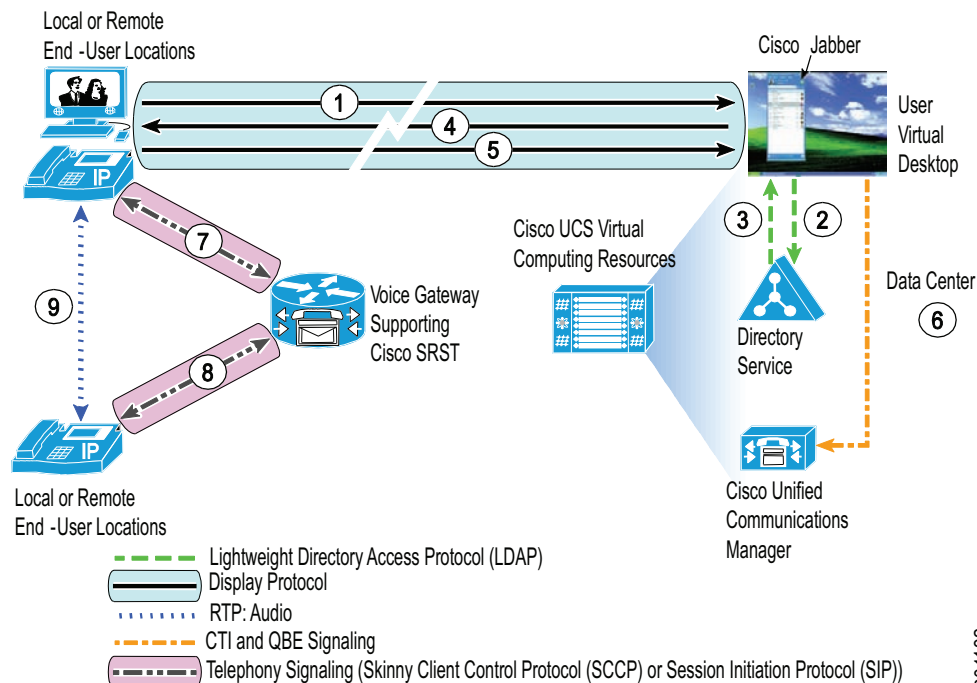 Local or Remote
End -User Locations
Cisco Jabber
1
4
5
User
Virtual
Desktop
IP
3
2
7
Cisco UCS Virtual
Computing Resources
Data Center
6
9
Voice Gateway
Supporting
Cisco SRST
Directory
Service
8
IP
Local or Remote
End -User Locations
Cisco Unified
Communications
Manager
Lightweight Directory Access Protocol (LDAP)
Display Protocol
RTP: Audio
CTI and QBE Signaling
Telephony Signaling (Skinny Client Control Protocol (SCCP) or Session Initiation Protocol (SIP))